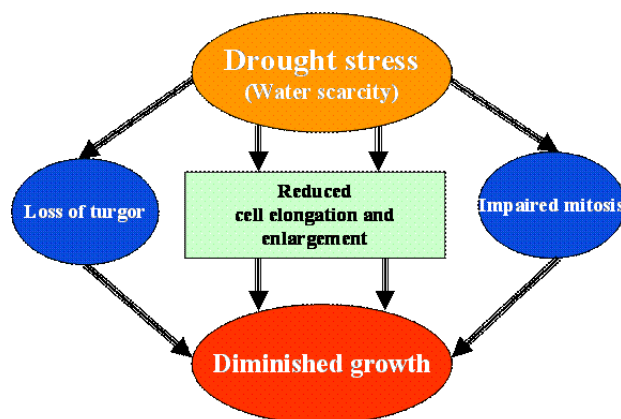 Drought stress
(Water scarcity)
Loss of turgor
Reduced
cell elongation and
enlargement
Impaired mitosis
Diminished growth